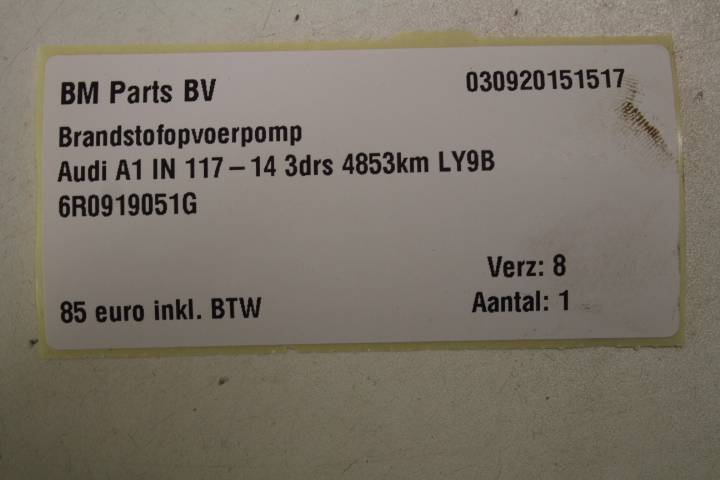 BM Parts BV
030920151517
Brandstofopvoerpomp
Audi A1 IN 117 – 14 3drs 4853km LY9B
6R0919051G
Verz: 8
85 euro inkl. BTW
Aantal: 1